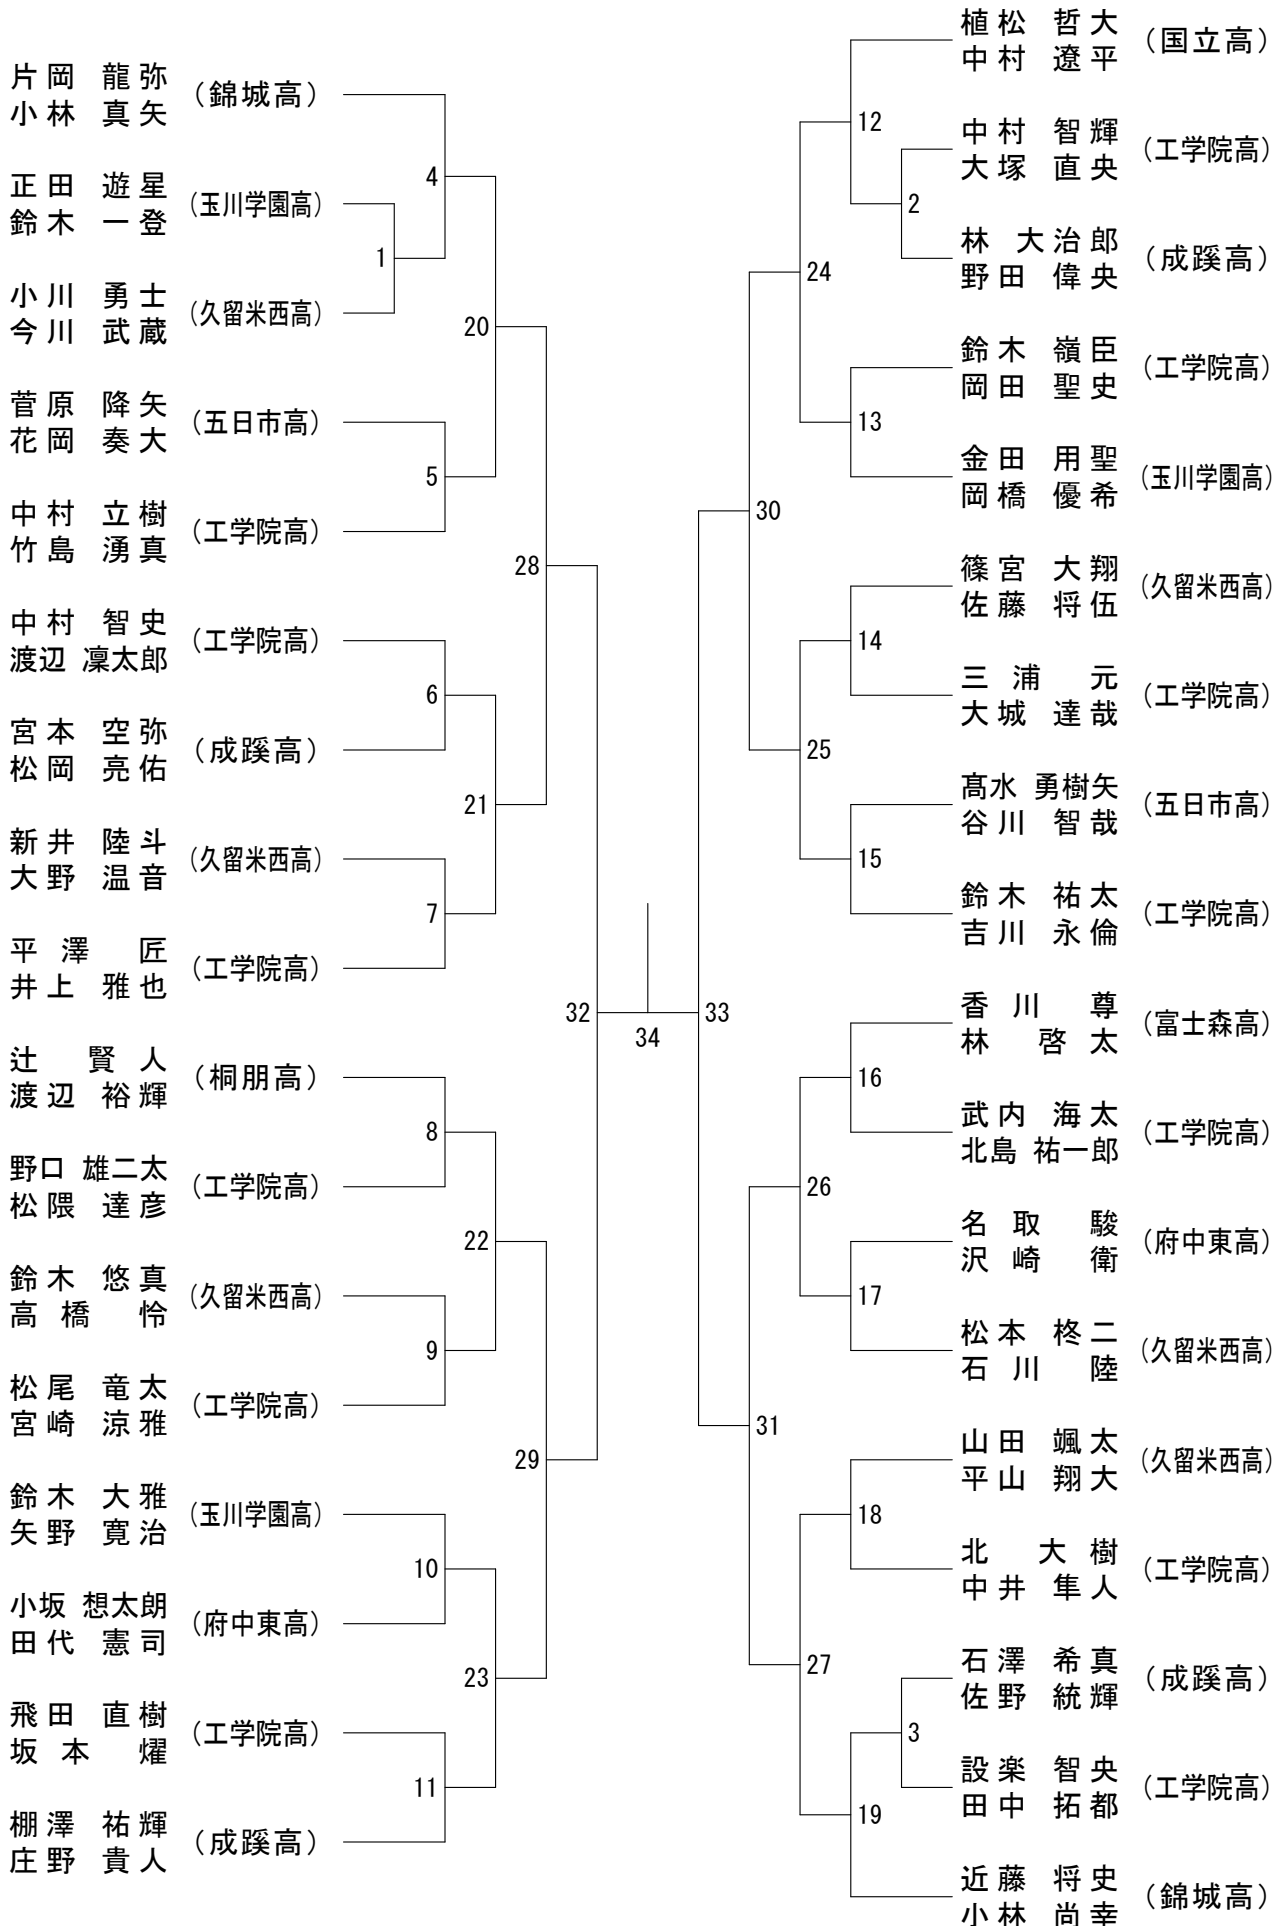 片岡 龍弥
小林 真矢
(錦城高)
正田 遊星
鈴木 一登
(玉川学園高)
小川 勇士
今川 武蔵
(久留米西高)
菅原 降矢
花岡 奏大
(五日市高)
中村 立樹
竹島 湧真
(工学院高)
中村 智史
渡辺 凜太郎
(工学院高)
宮本 空弥
松岡 亮佑
(成蹊高)
新井 陸斗
大野 温音
(久留米西高)
平澤 匠
井上 雅也
(工学院高)
辻 賢人
渡辺 裕輝
(桐朋高)
野口 雄二太
松隈 達彦
(工学院高)
鈴木 悠真
高橋 怜
(久留米西高)
松尾 竜太
宮崎 涼雅
(工学院高)
鈴木 大雅
矢野 寛治
(玉川学園高)
小坂 想太朗
田代 憲司
(府中東高)
飛田 直樹
坂本 燿
(工学院高)
棚澤 祐輝
庄野 貴人
(成蹊高)
1
4
5
6
7
8
9
10
11
20
21
22
23
28
29
32
34
33
30
31
24
25
26
27
12
13
14
15
16
17
18
19
2
3
植松 哲大
中村 遼平
(国立高)
中村 智輝
大塚 直央
(工学院高)
林 大治郎
野田 偉央
(成蹊高)
鈴木 嶺臣
岡田 聖史
(工学院高)
金田 用聖
岡橋 優希
(玉川学園高)
篠宮 大翔
佐藤 将伍
(久留米西高)
三浦 元
大城 達哉
(工学院高)
髙水 勇樹矢
谷川 智哉
(五日市高)
鈴木 祐太
吉川 永倫
(工学院高)
香川 尊
林 啓太
(富士森高)
武内 海太
北島 祐一郎
(工学院高)
名取 駿
沢崎 衛
(府中東高)
松本 柊二
石川 陸
(久留米西高)
山田 颯太
平山 翔大
(久留米西高)
北 大樹
中井 隼人
(工学院高)
石澤 希真
佐野 統輝
(成蹊高)
設楽 智央
田中 拓都
(工学院高)
近藤 将史
小林 尚幸
(錦城高)